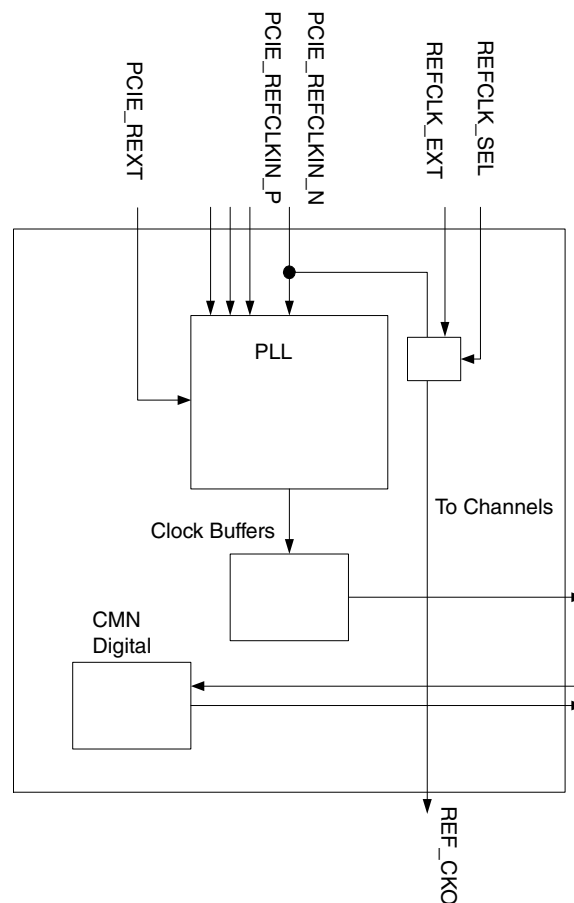 PCIE_REXT
PCIE_REFCLKIN_P
PCIE_REFCLKIN_N
REFCLK_EXT
REFCLK_SEL
PLL
To Channels
Clock Buffers
CMN
Digital
REF_CKO